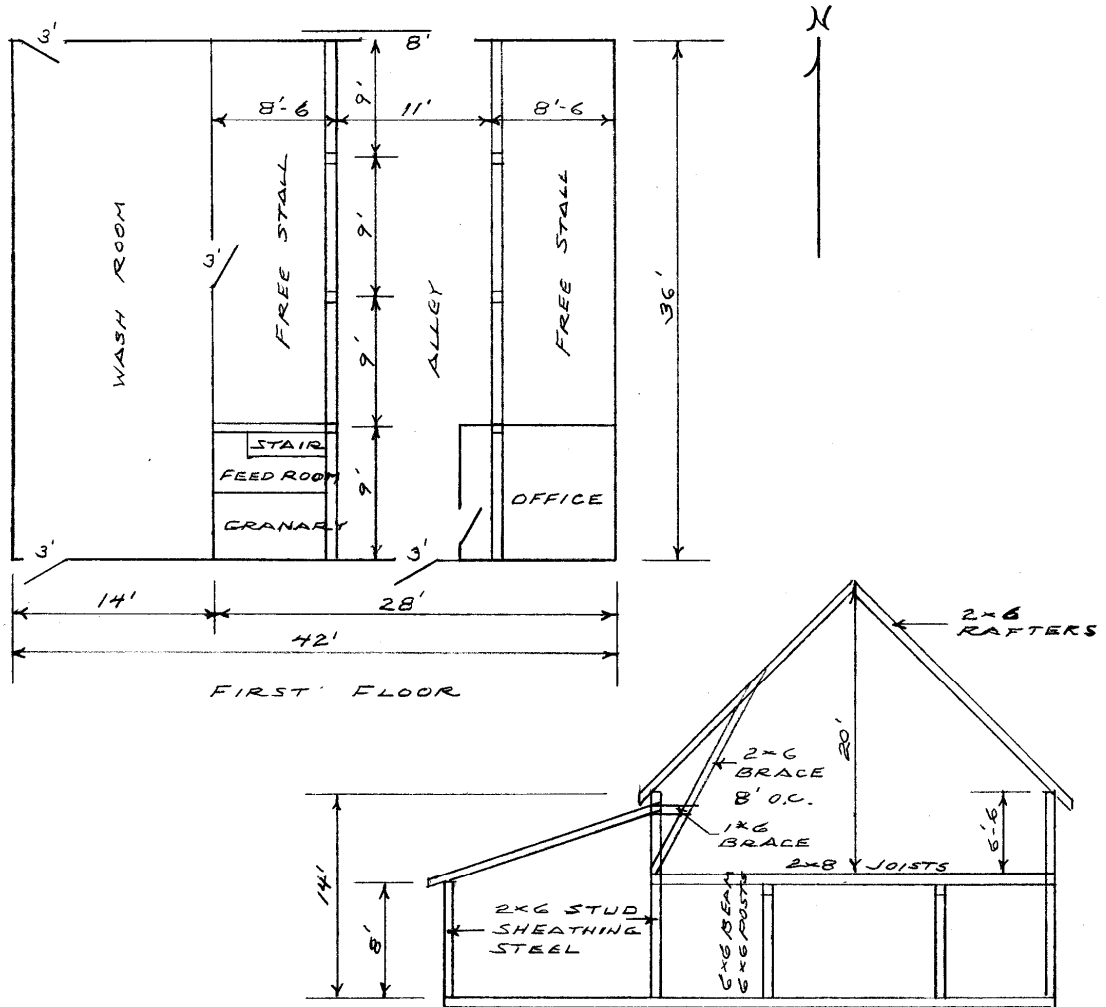 N
3'
8'
9'
8'-6
11'
8'-6
WASH ROOM
FREE STALL
ALLEY
FREE STALL
9'
3'
9'
36'
STAIR
FEED ROOM
GRANARY
9'
OFFICE
3'
3'
14'
28'
42'
FIRST FLOOR
2×6
RAFTERS
20'
2×6
BRACE
8' O.C.
1×6
BRACE
6'-6
2×8 JOISTS
14'
8'
2×6 STUD
SHEATHING
STEEL
6×6 BEAM
6×6 POSTS